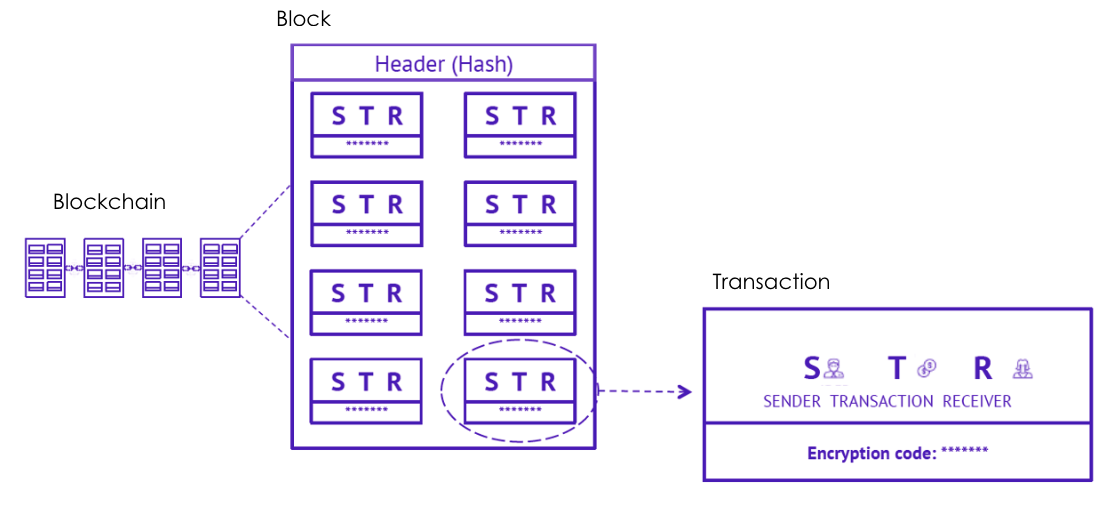 Block
Header (Hash)
S T R S T R
******* *******
S T R S T R
******* *******
Blockchain
S T R S T R
******* *******
S T R S T R
******* *******
Transaction
S T R
SENDER TRANSACTION RECEIVER
Encryption code: *******